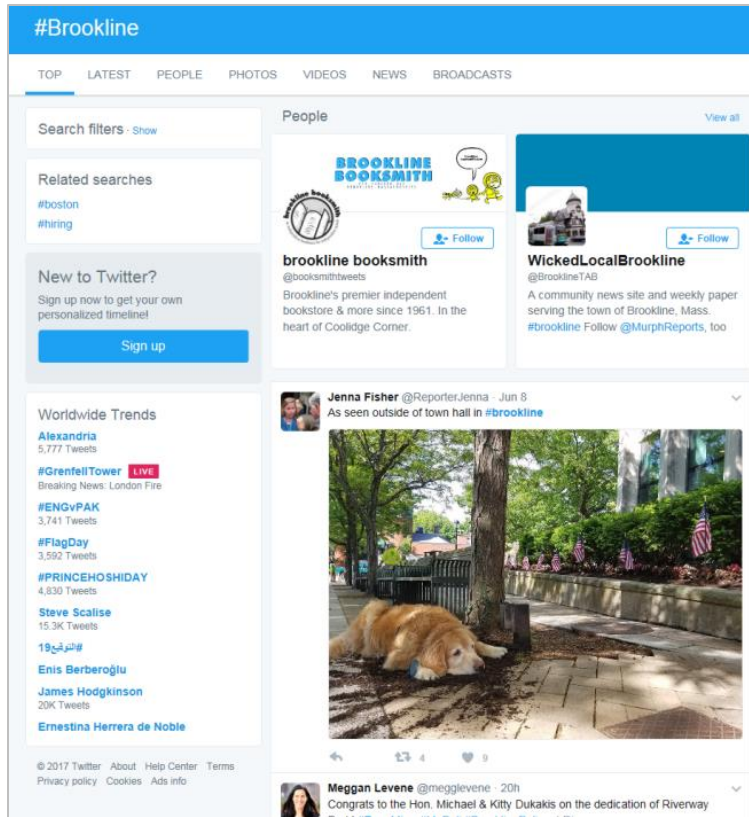 #Brookline
TOP LATEST PEOPLE PHOTOS VIDEOS NEWS BROADCASTS
Search filters · Show
Related searches
#boston
#hiring
New to Twitter?
Sign up now to get your own
personalized timeline!
Sign up
Worldwide Trends
Alexandria
5,777 Tweets
#GrenfellTower LIVE
Breaking News: London Fire
#ENGvPAK
3,741 Tweets
#FlagDay
3,592 Tweets
#PRINCEHOSHIDAY
4,830 Tweets
Steve Scalise
15.3K Tweets
#التوقيع19
Enis Berberoğlu
James Hodgkinson
20K Tweets
Ernestina Herrera de Noble
© 2017 Twitter About Help Center Terms
Privacy policy Cookies Ads info
People View all
BROOKLINE
BOOKSMITH
brookline booksmith
Follow
brookline booksmith
@booksmithtweets
Brookline's premier independent
bookstore & more since 1961. In the
heart of Coolidge Corner.
Follow
WickedLocalBrookline
@BrooklineTAB
A community news site and weekly paper
serving the town of Brookline, Mass.
#brookline Follow @MurphReports, too
Jenna Fisher @ReporterJenna · Jun 8
As seen outside of town hall in #brookline
4 9
Meggan Levene @megglevene · 20h
Congrats to the Hon. Michael & Kitty Dukakis on the dedication of Riverway